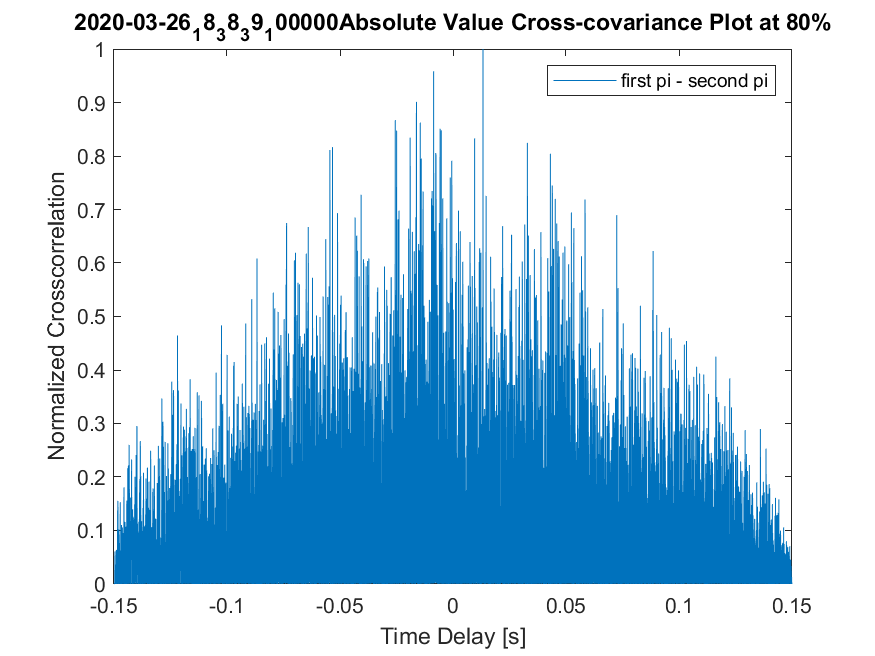 2020-03-26₁8₃8₃9₁00000Absolute Value Cross-covariance Plot at 80%
first pi - second pi
Normalized Crosscorrelation
1
0.9
0.8
0.7
0.6
0.5
0.4
0.3
0.2
0.1
0
-0.15 -0.1 -0.05 0 0.05 0.1 0.15
Time Delay [s]